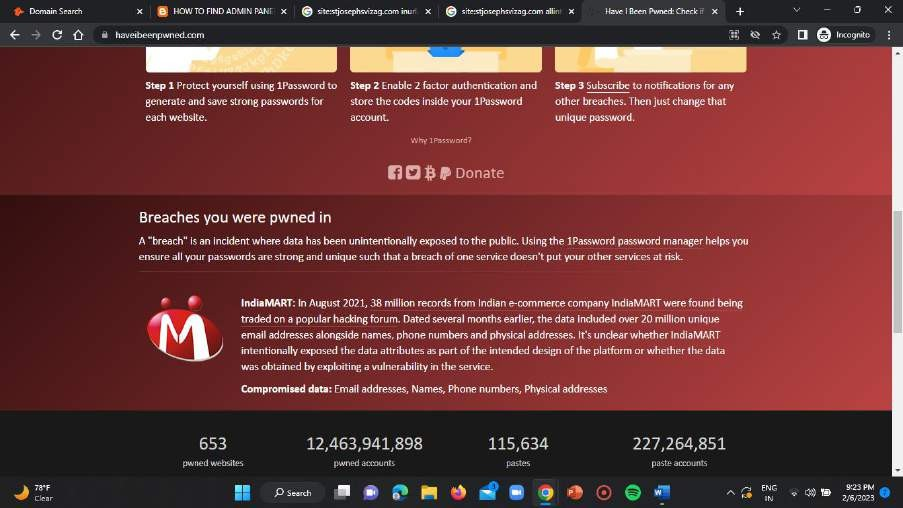 Domain Search
HOW TO FIND ADMIN PANE
site:stjosephsvizag.com inurl
site:stjosephsvizag.com allint
Have I Been Pwned: Check if
haveibeenpwned.com
Incognito
Step 1 Protect yourself using 1Password to
generate and save strong passwords for
each website.
Step 2 Enable 2 factor authentication and
store the codes inside your 1Password
account.
Step 3 Subscribe to notifications for any
other breaches. Then just change that
unique password.
Why 1Password?
Donate
Breaches you were pwned in
A "breach" is an incident where data has been unintentionally exposed to the public. Using the 1Password password manager helps you
ensure all your passwords are strong and unique such that a breach of one service doesn't put your other services at risk.
IndiaMART: In August 2021, 38 million records from Indian e-commerce company IndiaMART were found being
traded on a popular hacking forum. Dated several months earlier, the data included over 20 million unique
email addresses alongside names, phone numbers and physical addresses. It's unclear whether IndiaMART
intentionally exposed the data attributes as part of the intended design of the platform or whether the data
was obtained by exploiting a vulnerability in the service.
Compromised data: Email addresses, Names, Phone numbers, Physical addresses
653
pwned websites
12,463,941,898
pwned accounts
115,634
pastes
227,264,851
paste accounts
78°F
Clear
Search
ENG
IN
9:23 PM
2/6/2023